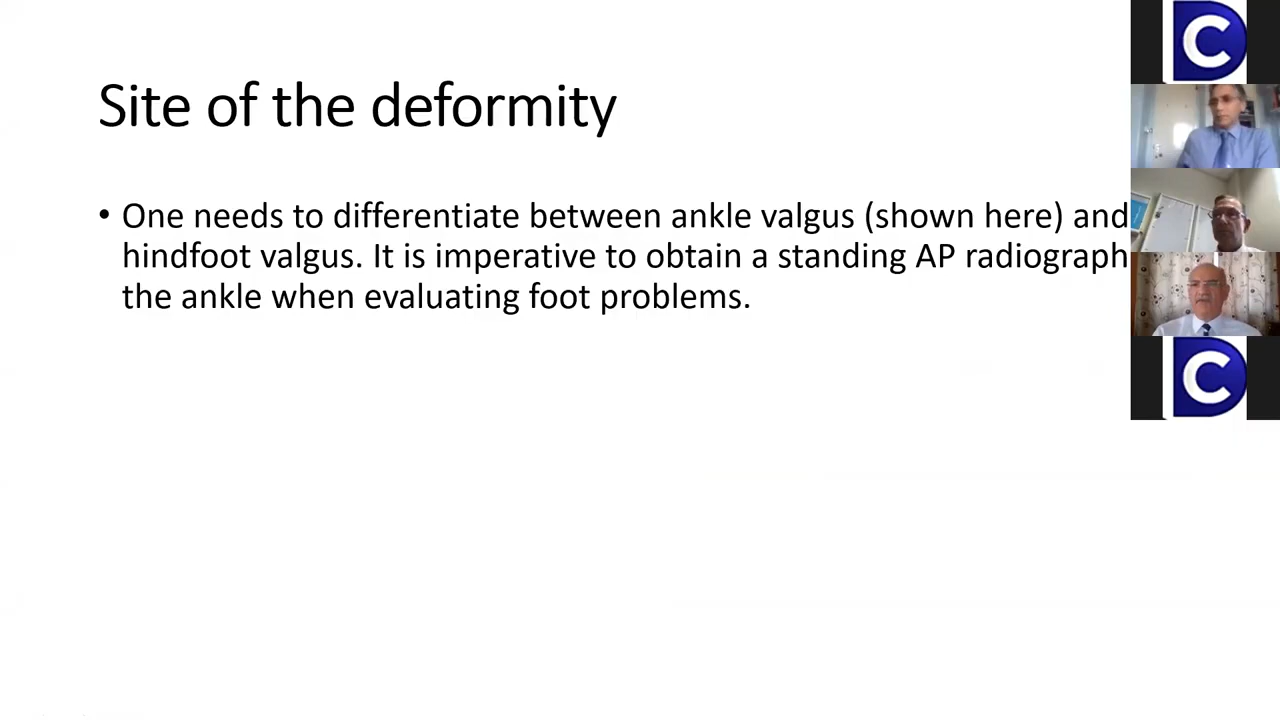 Site of the deformity
• One needs to differentiate between ankle valgus (shown here) and
hindfoot valgus. It is imperative to obtain a standing AP radiograph
the ankle when evaluating foot problems.
C
C